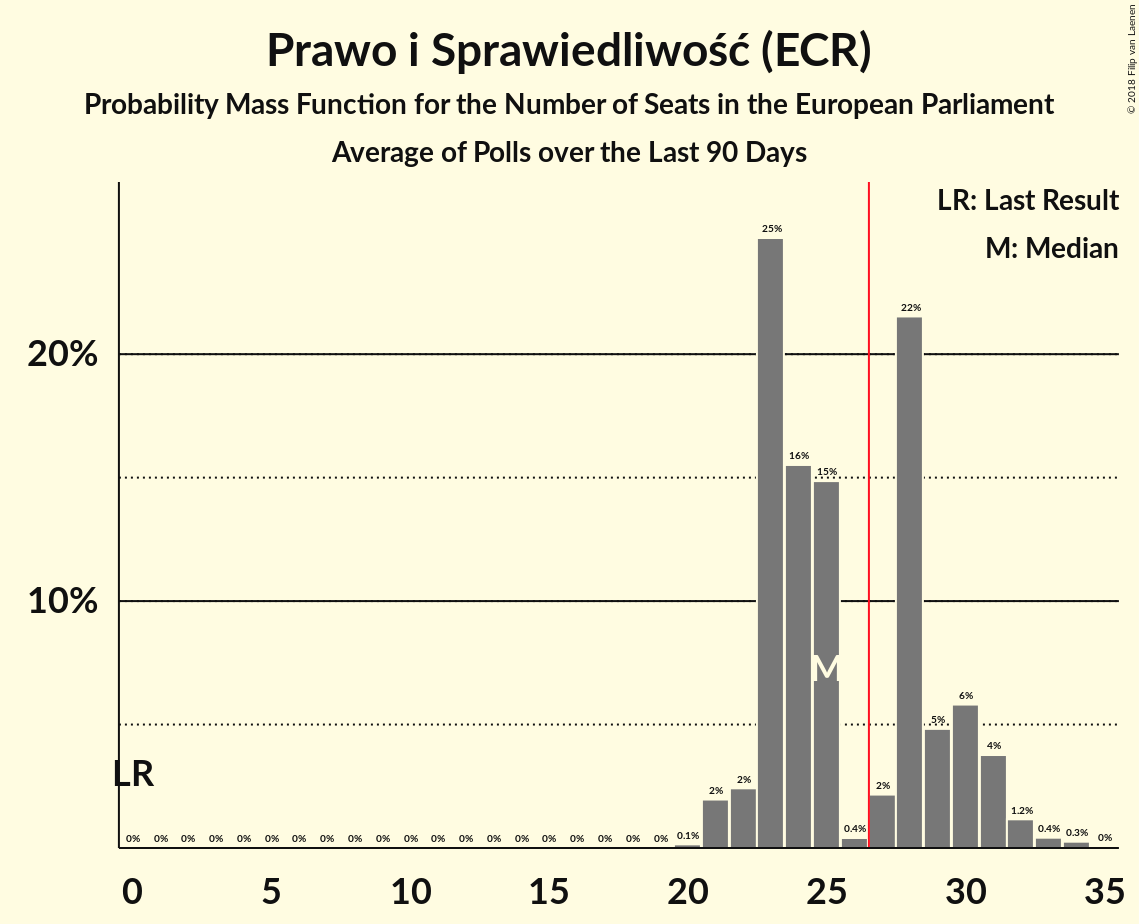 Prawo i Sprawiedliwość (ECR)
Probability Mass Function for the Number of Seats in the European Parliament
Average of Polls over the Last 90 Days
© 2018 Filip van Laenen
LR: Last Result
M: Median
25%
22%
20%
16%
15%
10%
M
6%
5%
4%
LR
2%
2%
2%
1.2%
0% 0% 0% 0% 0% 0% 0% 0% 0% 0% 0% 0% 0% 0% 0% 0% 0% 0% 0% 0% 0.1% 0.4% 0.4% 0.3% 0%
0 5 10 15 20 25 30 35